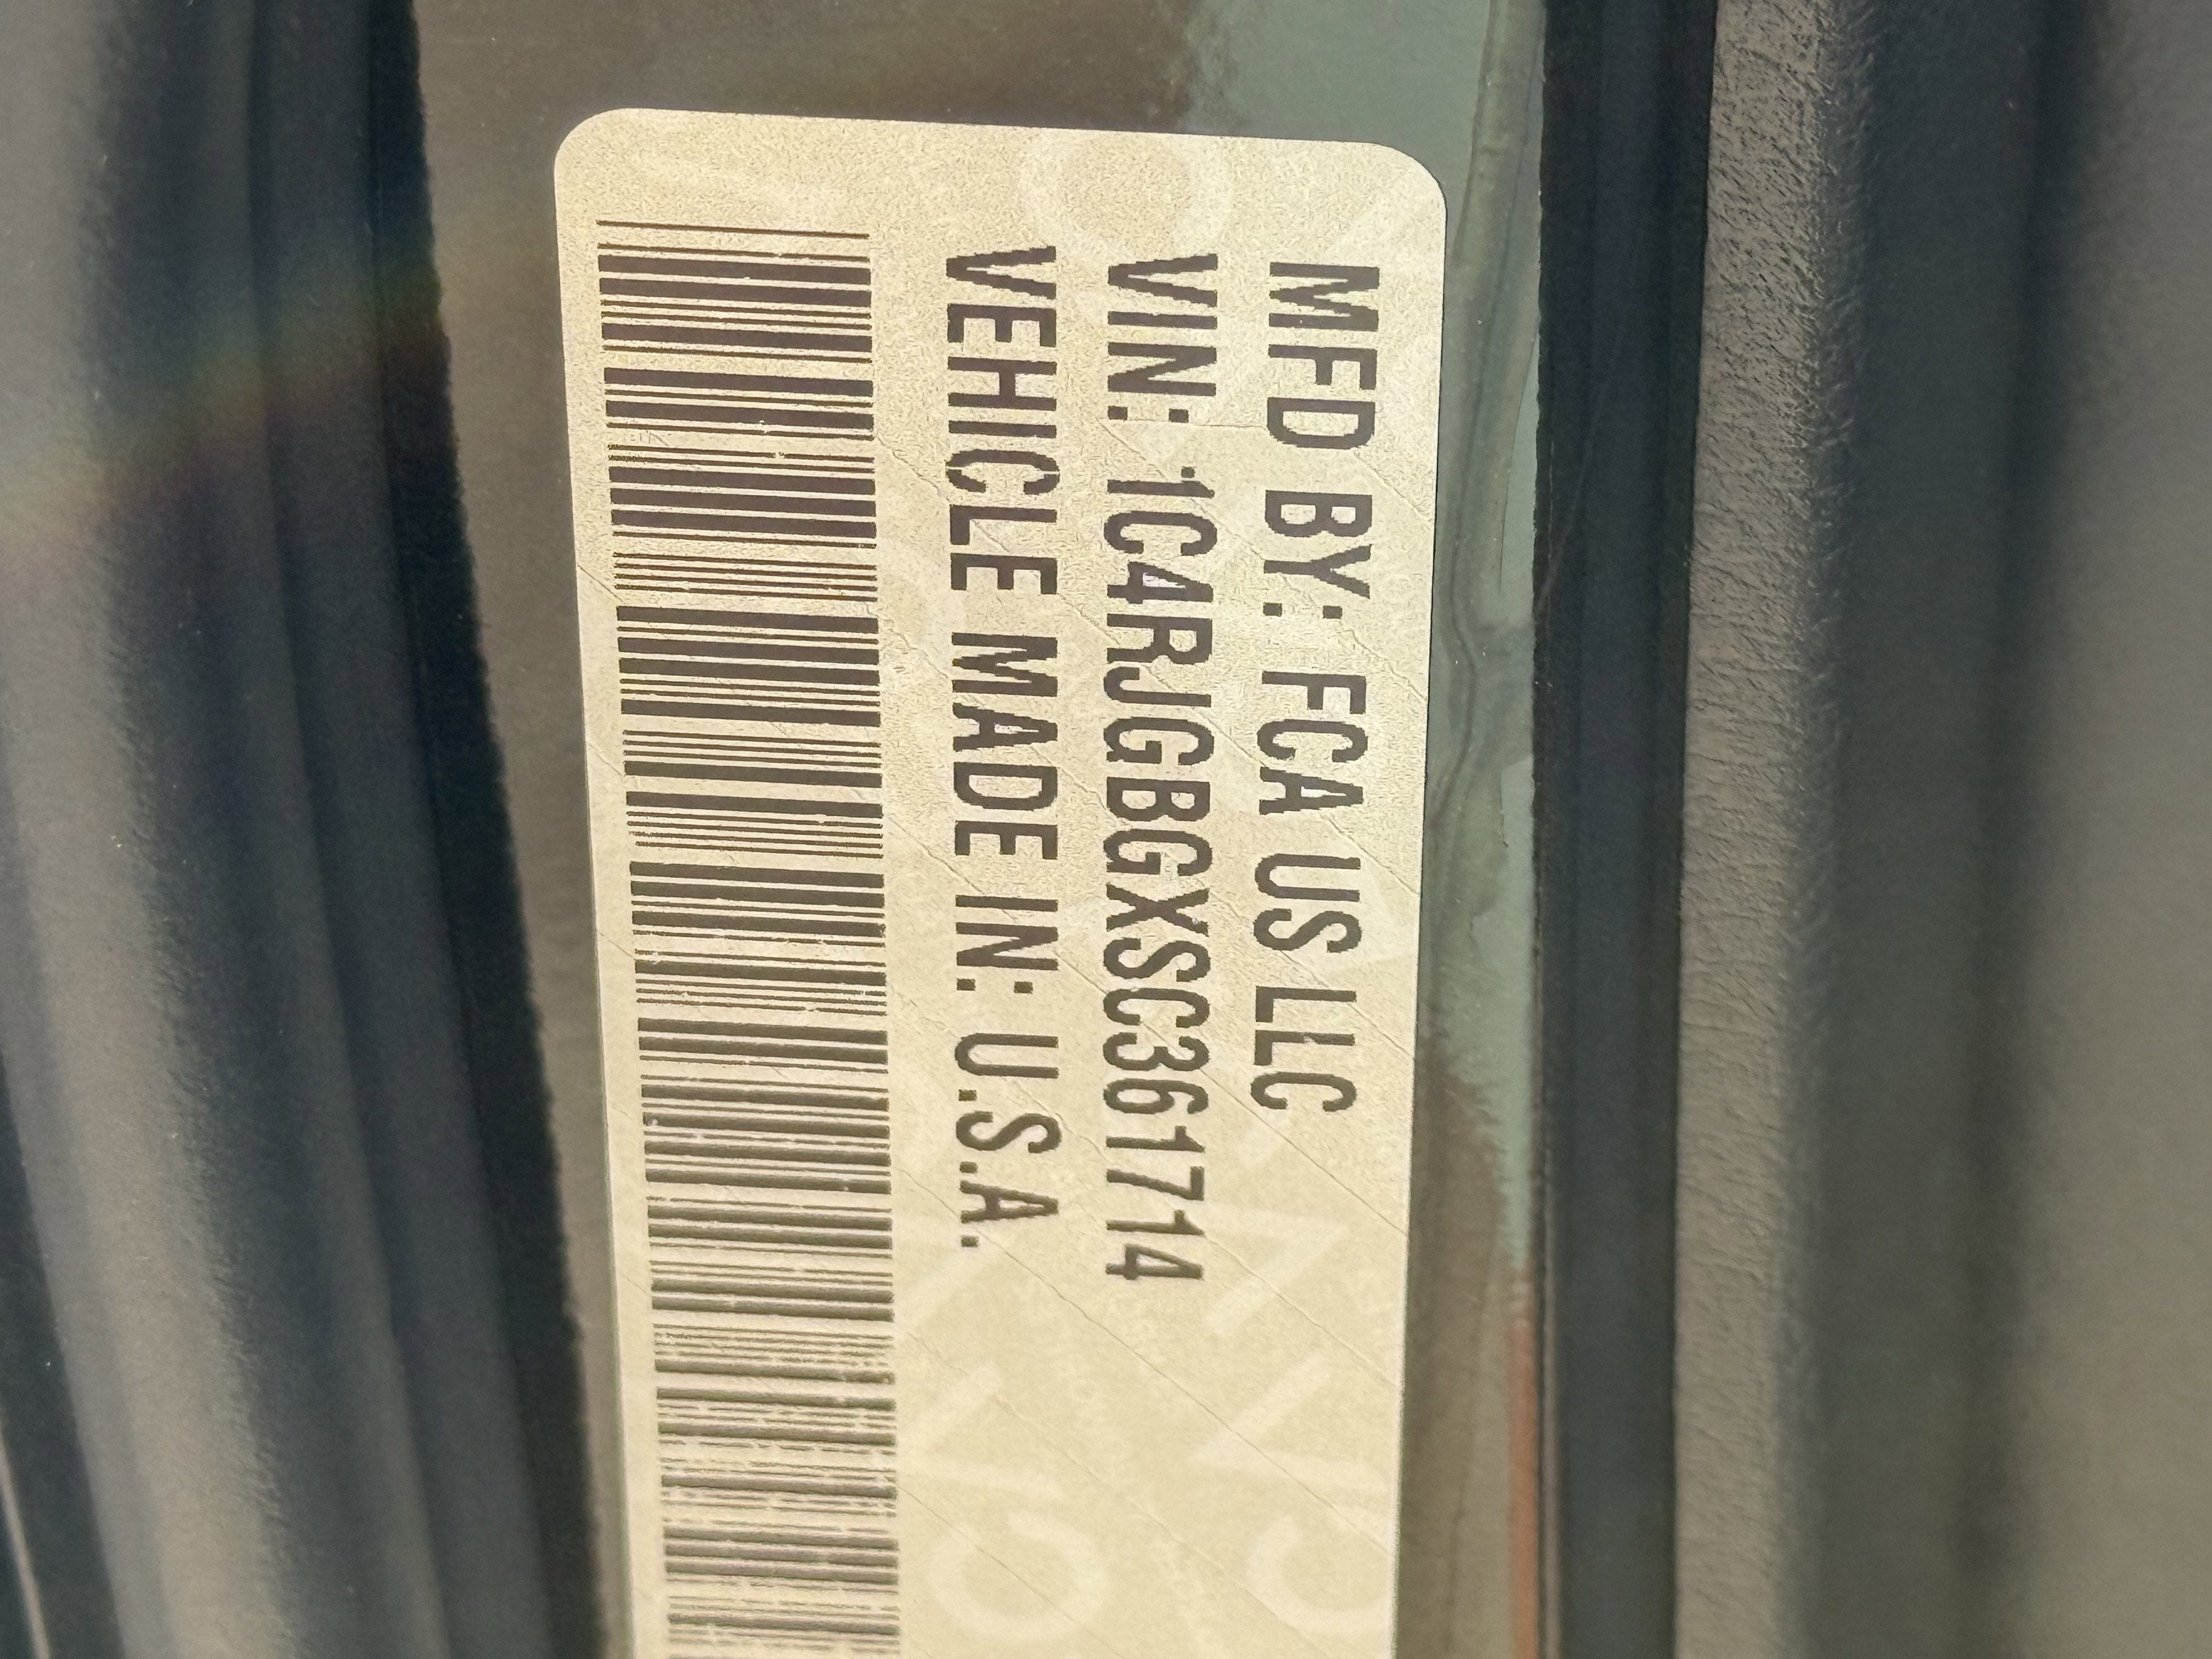 MFD BY: FCA US LLC
VIN: 1C4RJGBGXSC361714
VEHICLE MADE IN: U.S.A.